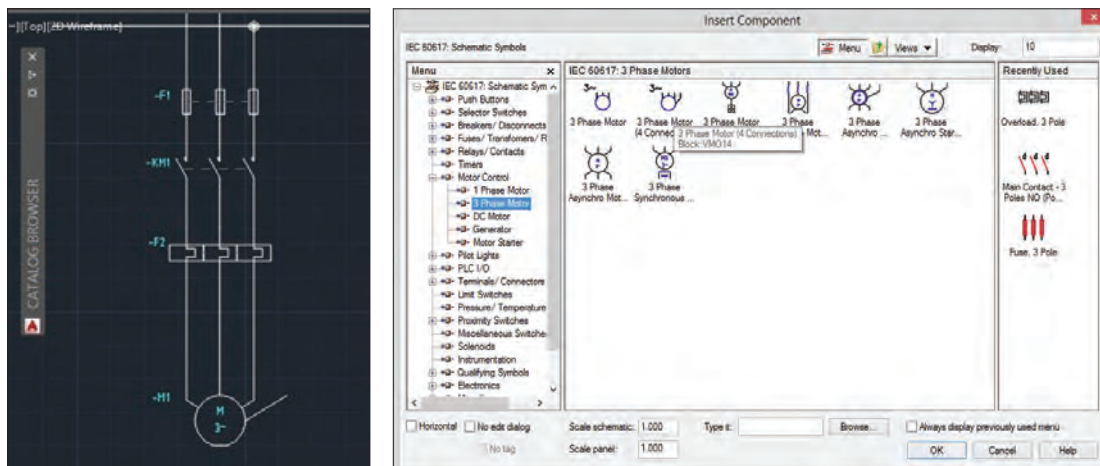 -][Top][2D Wireframe]
CATALOG BROWSER
-F1
-KM1
-F2
-M1
M
3~
Insert Component
IEC 60617: Schematic Symbols
Menu
Views
Display:
10
Menu
IEC 60617: Schematic Sym
Push Buttons
Selector Switches
Breakers/ Disconnects
Fuses/ Transfomers/ R
Relays/ Contacts
Timers
Motor Control
1 Phase Motor
3 Phase Motor
DC Motor
Generator
Motor Starter
Pilot Lights
PLC I/O
Terminals/ Connectors
Limit Switches
Pressure/ Temperature
Proximity Switches
Miscellaneous Switche
Solenoids
Instrumentation
Qualifying Symbols
Electronics
IEC 60617: 3 Phase Motors
3~
3~
3 Phase Motor
3 Phase Motor
(4 Connec
3 Phase Motor
3 Phase
Mot...
3 Phase
Asynchro ...
3 Phase
Asynchro Star...
3 Phase Motor (4 Connections)
Block:VMO14
3 Phase
Asynchro Mot...
3 Phase
Synchronous ...
Recently Used
Overload, 3 Pole
Main Contact - 3
Poles NO (Po...
Fuse, 3 Pole
Horizontal
No edit dialog
No tag
Scale schematic:
1.000
Scale panel:
1.000
Type it:
Browse...
Always display previously used menu
OK
Cancel
Help